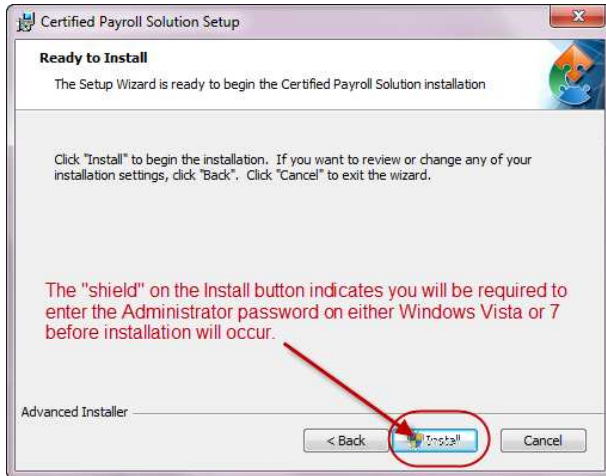 Certified Payroll Solution Setup
Ready to Install
The Setup Wizard is ready to begin the Certified Payroll Solution installation
Click "Install" to begin the installation. If you want to review or change any of your
installation settings, click "Back". Click "Cancel" to exit the wizard.
The "shield" on the Install button indicates you will be required to
enter the Administrator password on either Windows Vista or 7
before installation will occur.
Advanced Installer
< Back Install Cancel